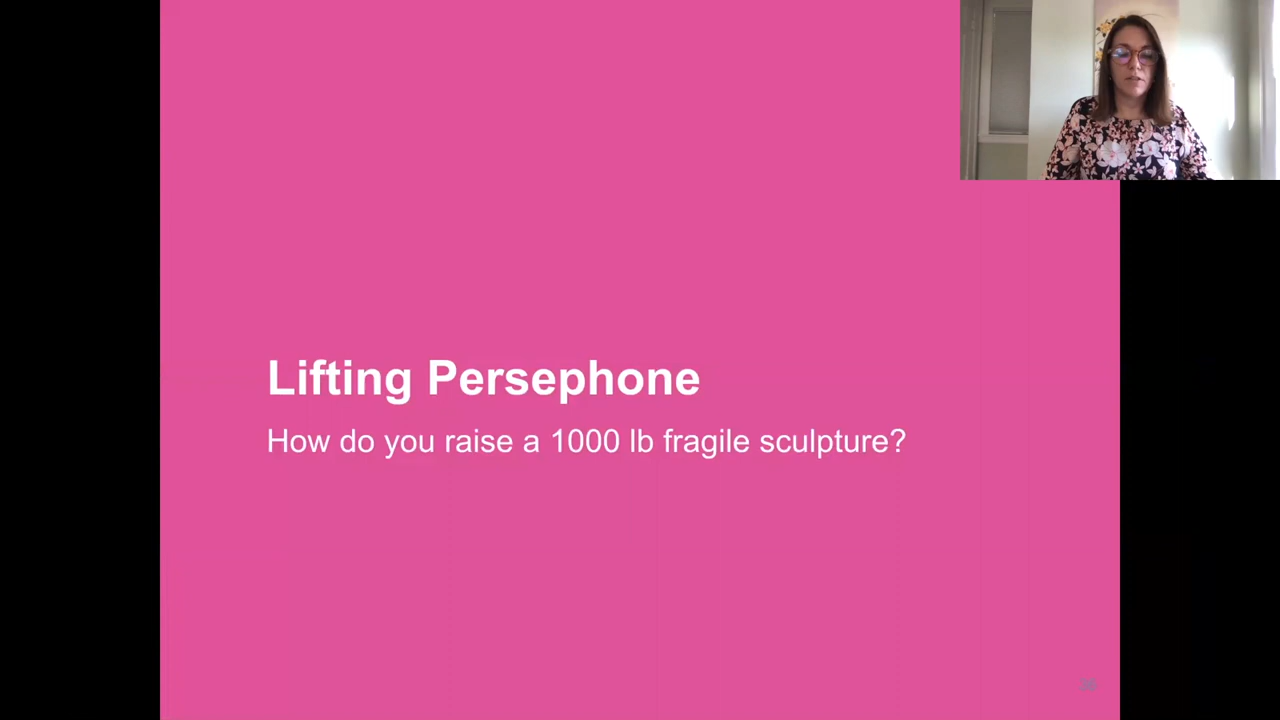 Lifting Persephone
How do you raise a 1000 lb fragile sculpture?